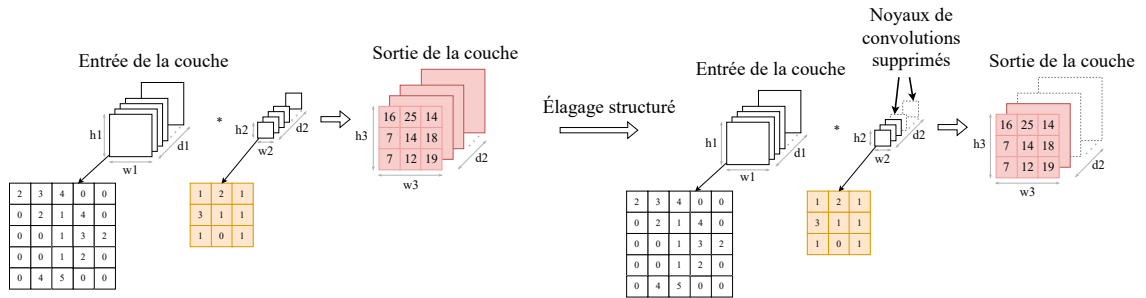 Entrée de la couche
h1
w1
d1
*
h2
w2
d2
Sortie de la couche
h3
16 25 14
7 14 18
7 12 19
w3
d2
2 3 4 0 0
0 2 1 4 0
0 0 1 3 2
0 0 1 2 0
0 4 5 0 0
1 2 1
3 1 1
1 0 1
Élagage structuré
Entrée de la couche
h1
w1
d1
*
Noyaux de
convolutions
supprimés
h2
w2
d2
Sortie de la couche
h3
16 25 14
7 14 18
7 12 19
w3
d2
2 3 4 0 0
0 2 1 4 0
0 0 1 3 2
0 0 1 2 0
0 4 5 0 0
1 2 1
3 1 1
1 0 1